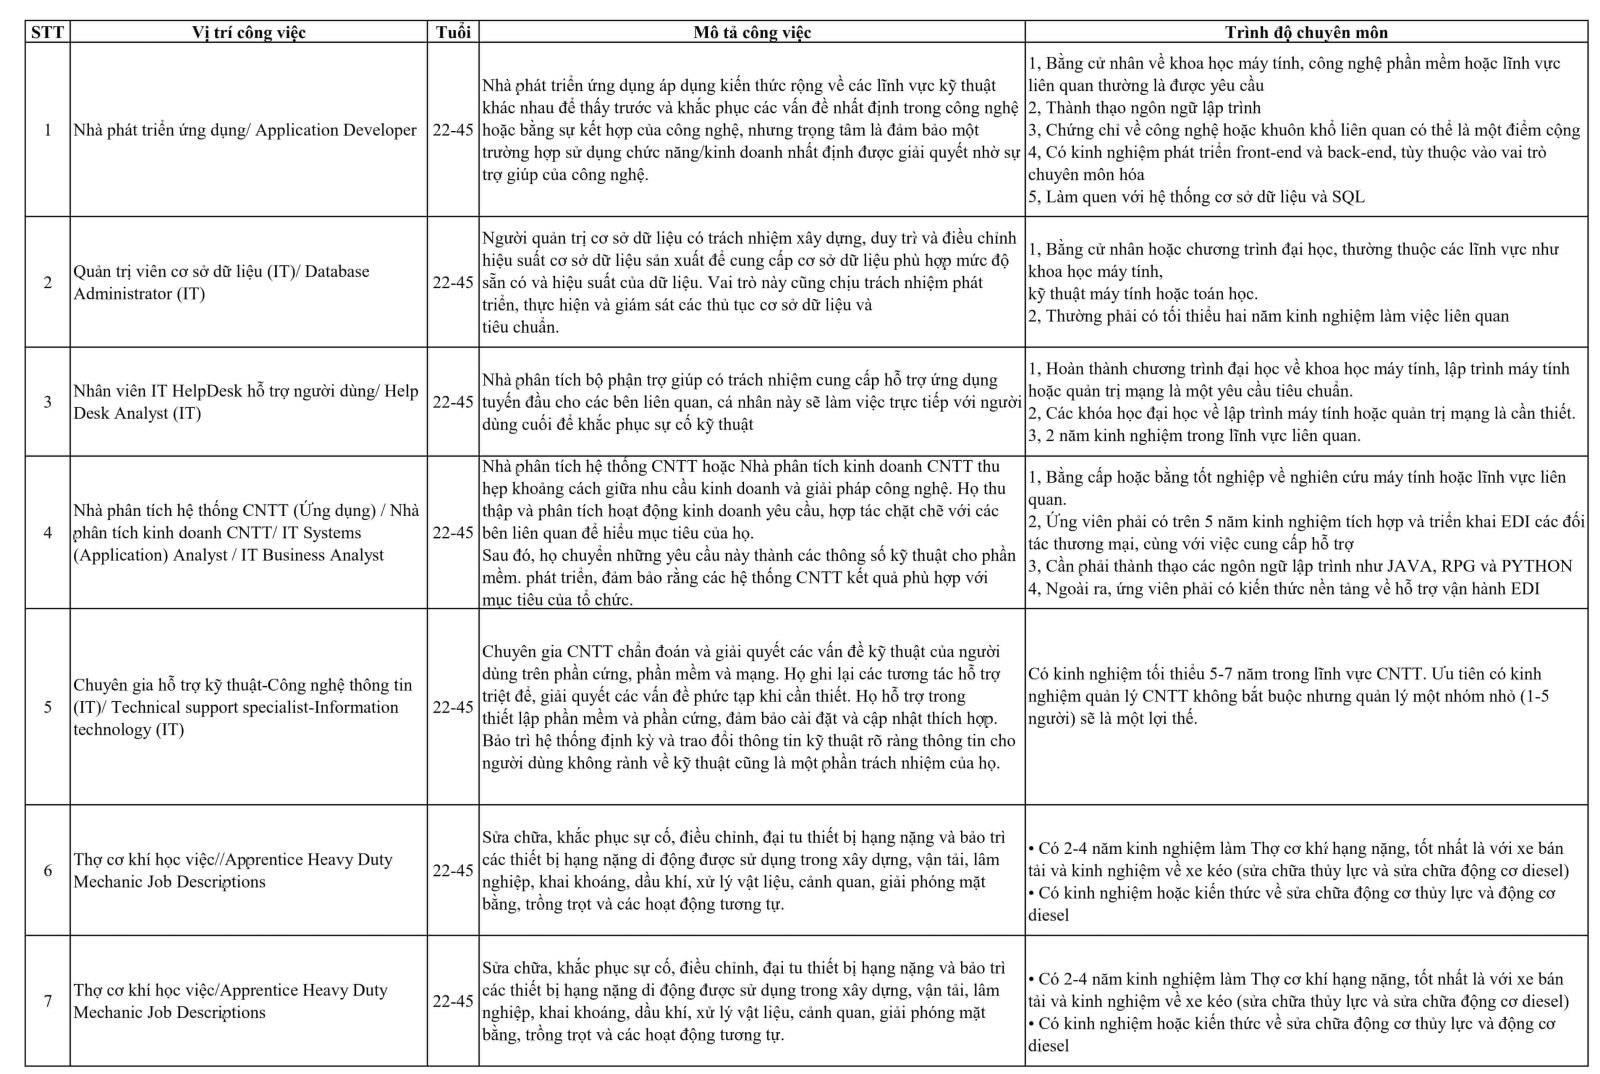 STT
Vị trí công việc
Tuổi
Mô tả công việc
Trình độ chuyên môn
1
Nhà phát triển ứng dụng/ Application Developer
22-45
Nhà phát triển ứng dụng áp dụng kiến thức rộng về các lĩnh vực kỹ thuật
khác nhau để thấy trước và khắc phục các vấn đề nhất định trong công nghệ
hoặc bằng sự kết hợp của công nghệ, nhưng trọng tâm là đảm bảo một
trường hợp sử dụng chức năng/kinh doanh nhất định được giải quyết nhờ sự
trợ giúp của công nghệ.
1, Bằng cử nhân về khoa học máy tính, công nghệ phần mềm hoặc lĩnh vực
liên quan thường là được yêu cầu
2, Thành thạo ngôn ngữ lập trình
3, Chứng chỉ về công nghệ hoặc khuôn khổ liên quan có thể là một điểm cộng
4, Có kinh nghiệm phát triển front-end và back-end, tùy thuộc vào vai trò
chuyên môn hóa
5, Làm quen với hệ thống cơ sở dữ liệu và SQL
2
Quản trị viên cơ sở dữ liệu (IT)/ Database
Administrator (IT)
22-45
Người quản trị cơ sở dữ liệu có trách nhiệm xây dựng, duy trì và điều chỉnh
hiệu suất cơ sở dữ liệu sản xuất để cung cấp cơ sở dữ liệu phù hợp mức độ
sẵn có và hiệu suất của dữ liệu. Vai trò này cũng chịu trách nhiệm phát
triển, thực hiện và giám sát các thủ tục cơ sở dữ liệu và
tiêu chuẩn.
1, Bằng cử nhân hoặc chương trình đại học, thường thuộc các lĩnh vực như
khoa học máy tính,
kỹ thuật máy tính hoặc toán học.
2, Thường phải có tối thiểu hai năm kinh nghiệm làm việc liên quan
3
Nhân viên IT HelpDesk hỗ trợ người dùng/ Help
Desk Analyst (IT)
22-45
Nhà phân tích bộ phận trợ giúp có trách nhiệm cung cấp hỗ trợ ứng dụng
tuyến đầu cho các bên liên quan, cá nhân này sẽ làm việc trực tiếp với người
dùng cuối để khắc phục sự cố kỹ thuật
1, Hoàn thành chương trình đại học về khoa học máy tính, lập trình máy tính
hoặc quản trị mạng là một yêu cầu tiêu chuẩn.
2, Các khóa học đại học về lập trình máy tính hoặc quản trị mạng là cần thiết.
3, 2 năm kinh nghiệm trong lĩnh vực liên quan.
4
Nhà phân tích hệ thống CNTT (Ứng dụng) / Nhà
phân tích kinh doanh CNTT/ IT Systems
(Application) Analyst / IT Business Analyst
22-45
Nhà phân tích hệ thống CNTT hoặc Nhà phân tích kinh doanh CNTT thu
hẹp khoảng cách giữa nhu cầu kinh doanh và giải pháp công nghệ. Họ thu
thập và phân tích hoạt động kinh doanh yêu cầu, hợp tác chặt chẽ với các
bên liên quan để hiểu mục tiêu của họ.
Sau đó, họ chuyển những yêu cầu này thành các thông số kỹ thuật cho phần
mềm. phát triển, đảm bảo rằng các hệ thống CNTT kết quả phù hợp với
mục tiêu của tổ chức.
1, Bằng cấp hoặc bằng tốt nghiệp về nghiên cứu máy tính hoặc lĩnh vực liên
quan.
2, Ứng viên phải có trên 5 năm kinh nghiệm tích hợp và triển khai EDI các đối
tác thương mại, cùng với việc cung cấp hỗ trợ
3, Cần phải thành thạo các ngôn ngữ lập trình như JAVA, RPG và PYTHON
4, Ngoài ra, ứng viên phải có kiến thức nền tảng về hỗ trợ vận hành EDI
5
Chuyên gia hỗ trợ kỹ thuật-Công nghệ thông tin
(IT)/ Technical support specialist-Information
technology (IT)
22-45
Chuyên gia CNTT chẩn đoán và giải quyết các vấn đề kỹ thuật của người
dùng trên phần cứng, phần mềm và mạng. Họ ghi lại các tương tác hỗ trợ
triệt để, giải quyết các vấn đề phức tạp khi cần thiết. Họ hỗ trợ trong
thiết lập phần mềm và phần cứng, đảm bảo cài đặt và cập nhật thích hợp.
Bảo trì hệ thống định kỳ và trao đổi thông tin kỹ thuật rõ ràng thông tin cho
người dùng không rành về kỹ thuật cũng là một phần trách nhiệm của họ.
Có kinh nghiệm tối thiểu 5-7 năm trong lĩnh vực CNTT. Ưu tiên có kinh
nghiệm quản lý CNTT không bắt buộc nhưng quản lý một nhóm nhỏ (1-5
người) sẽ là một lợi thế.
6
Thợ cơ khí học việc//Apprentice Heavy Duty
Mechanic Job Descriptions
22-45
Sửa chữa, khắc phục sự cố, điều chỉnh, đại tu thiết bị hạng nặng và bảo trì
các thiết bị hạng nặng di động được sử dụng trong xây dựng, vận tải, lâm
nghiệp, khai khoáng, dầu khí, xử lý vật liệu, cảnh quan, giải phóng mặt
bằng, trồng trọt và các hoạt động tương tự.
• Có 2-4 năm kinh nghiệm làm Thợ cơ khí hạng nặng, tốt nhất là với xe bán
tải và kinh nghiệm về xe kéo (sửa chữa thủy lực và sửa chữa động cơ diesel)
• Có kinh nghiệm hoặc kiến thức về sửa chữa động cơ thủy lực và động cơ
diesel
7
Thợ cơ khí học việc/Apprentice Heavy Duty
Mechanic Job Descriptions
22-45
Sửa chữa, khắc phục sự cố, điều chỉnh, đại tu thiết bị hạng nặng và bảo trì
các thiết bị hạng nặng di động được sử dụng trong xây dựng, vận tải, lâm
nghiệp, khai khoáng, dầu khí, xử lý vật liệu, cảnh quan, giải phóng mặt
bằng, trồng trọt và các hoạt động tương tự.
• Có 2-4 năm kinh nghiệm làm Thợ cơ khí hạng nặng, tốt nhất là với xe bán
tải và kinh nghiệm về xe kéo (sửa chữa thủy lực và sửa chữa động cơ diesel)
• Có kinh nghiệm hoặc kiến thức về sửa chữa động cơ thủy lực và động cơ
diesel